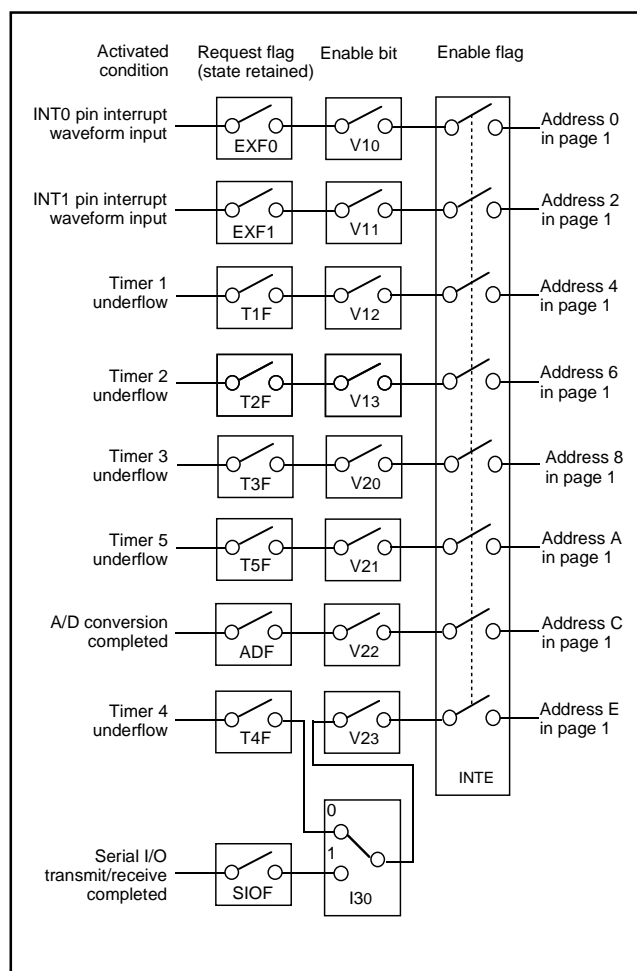 Activated
condition
Request flag
(state retained)
Enable bit
Enable flag
INT0 pin interrupt
waveform input
EXF0
V10
Address 0
in page 1
INT1 pin interrupt
waveform input
EXF1
V11
Address 2
in page 1
Timer 1
underflow
T1F
V12
Address 4
in page 1
Timer 2
underflow
T2F
V13
Address 6
in page 1
Timer 3
underflow
T3F
V20
Address 8
in page 1
Timer 5
underflow
T5F
V21
Address A
in page 1
A/D conversion
completed
ADF
V22
Address C
in page 1
Timer 4
underflow
T4F
V23
Address E
in page 1
INTE
0
1
Serial I/O
transmit/receive
completed
SIOF
I30